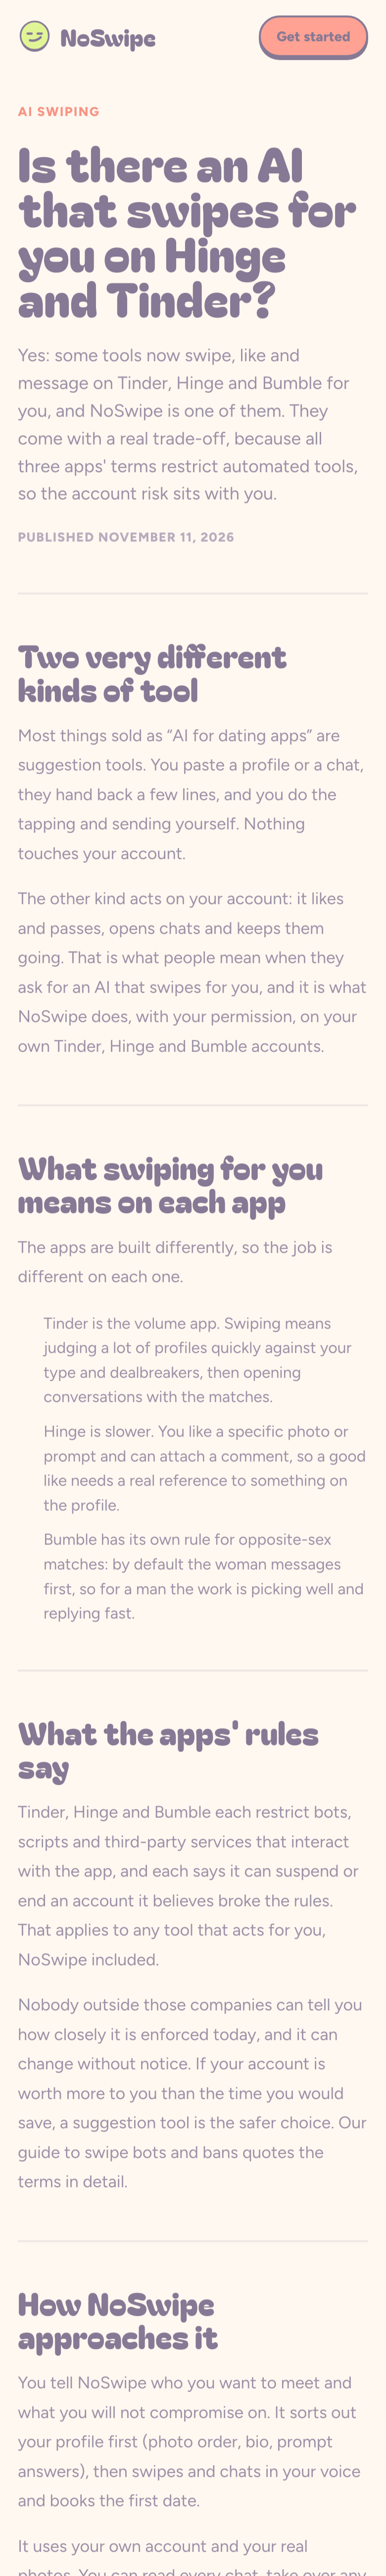 NoSwipe
Get started
AI SWIPING
Is there an AI
that swipes for
you on Hinge
and Tinder?
Yes: some tools now swipe, like and
message on Tinder, Hinge and Bumble for
you, and NoSwipe is one of them. They
come with a real trade-off, because all
three apps' terms restrict automated tools,
so the account risk sits with you.
PUBLISHED NOVEMBER 11, 2026
Two very different
kinds of tool
Most things sold as “AI for dating apps” are
suggestion tools. You paste a profile or a chat,
they hand back a few lines, and you do the
tapping and sending yourself. Nothing
touches your account.
The other kind acts on your account: it likes
and passes, opens chats and keeps them
going. That is what people mean when they
ask for an AI that swipes for you, and it is what
NoSwipe does, with your permission, on your
own Tinder, Hinge and Bumble accounts.
What swiping for you
means on each app
The apps are built differently, so the job is
different on each one.
Tinder is the volume app. Swiping means
judging a lot of profiles quickly against your
type and dealbreakers, then opening
conversations with the matches.
Hinge is slower. You like a specific photo or
prompt and can attach a comment, so a good
like needs a real reference to something on
the profile.
Bumble has its own rule for opposite-sex
matches: by default the woman messages
first, so for a man the work is picking well and
replying fast.
What the apps' rules
say
Tinder, Hinge and Bumble each restrict bots,
scripts and third-party services that interact
with the app, and each says it can suspend or
end an account it believes broke the rules.
That applies to any tool that acts for you,
NoSwipe included.
Nobody outside those companies can tell you
how closely it is enforced today, and it can
change without notice. If your account is
worth more to you than the time you would
save, a suggestion tool is the safer choice. Our
guide to swipe bots and bans quotes the
terms in detail.
How NoSwipe
approaches it
You tell NoSwipe who you want to meet and
what you will not compromise on. It sorts out
your profile first (photo order, bio, prompt
answers), then swipes and chats in your voice
and books the first date.
It uses your own account and your real
photos. You can read every chat, take over any